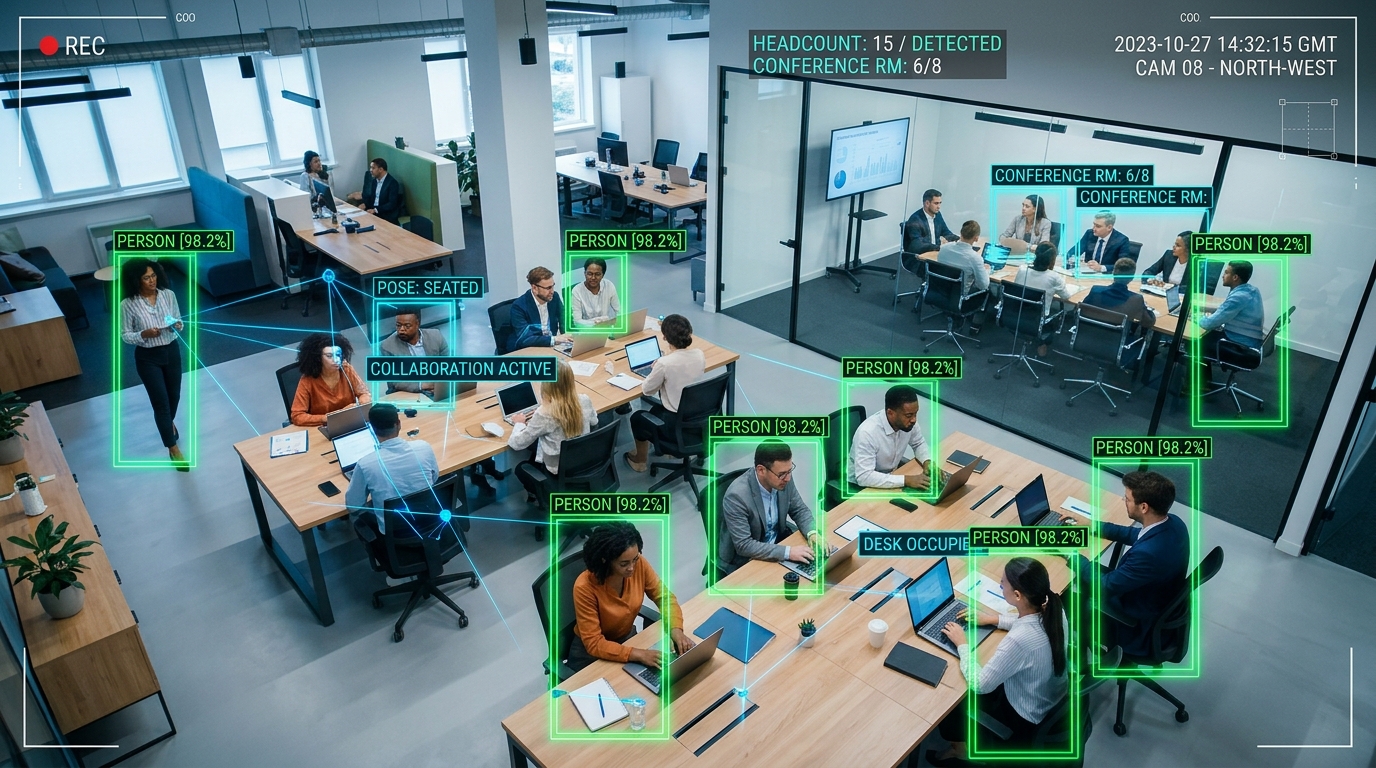 COO
REC
HEADCOUNT: 15 / DETECTED
CONFERENCE RM: 6/8
COO.
2023-10-27 14:32:15 GMT
CAM 08 - NORTH-WEST
CONFERENCE RM: 6/8
CONFERENCE RM:
PERSON [98.2%]
PERSON [98.2%]
PERSON [98.2%]
POSE: SEATED
COLLABORATION ACTIVE
PERSON [98.2%]
PERSON [98.2%]
PERSON [98.2%]
PERSON [98.2%]
DESK OCCUPIE
PERSON [98.2%]